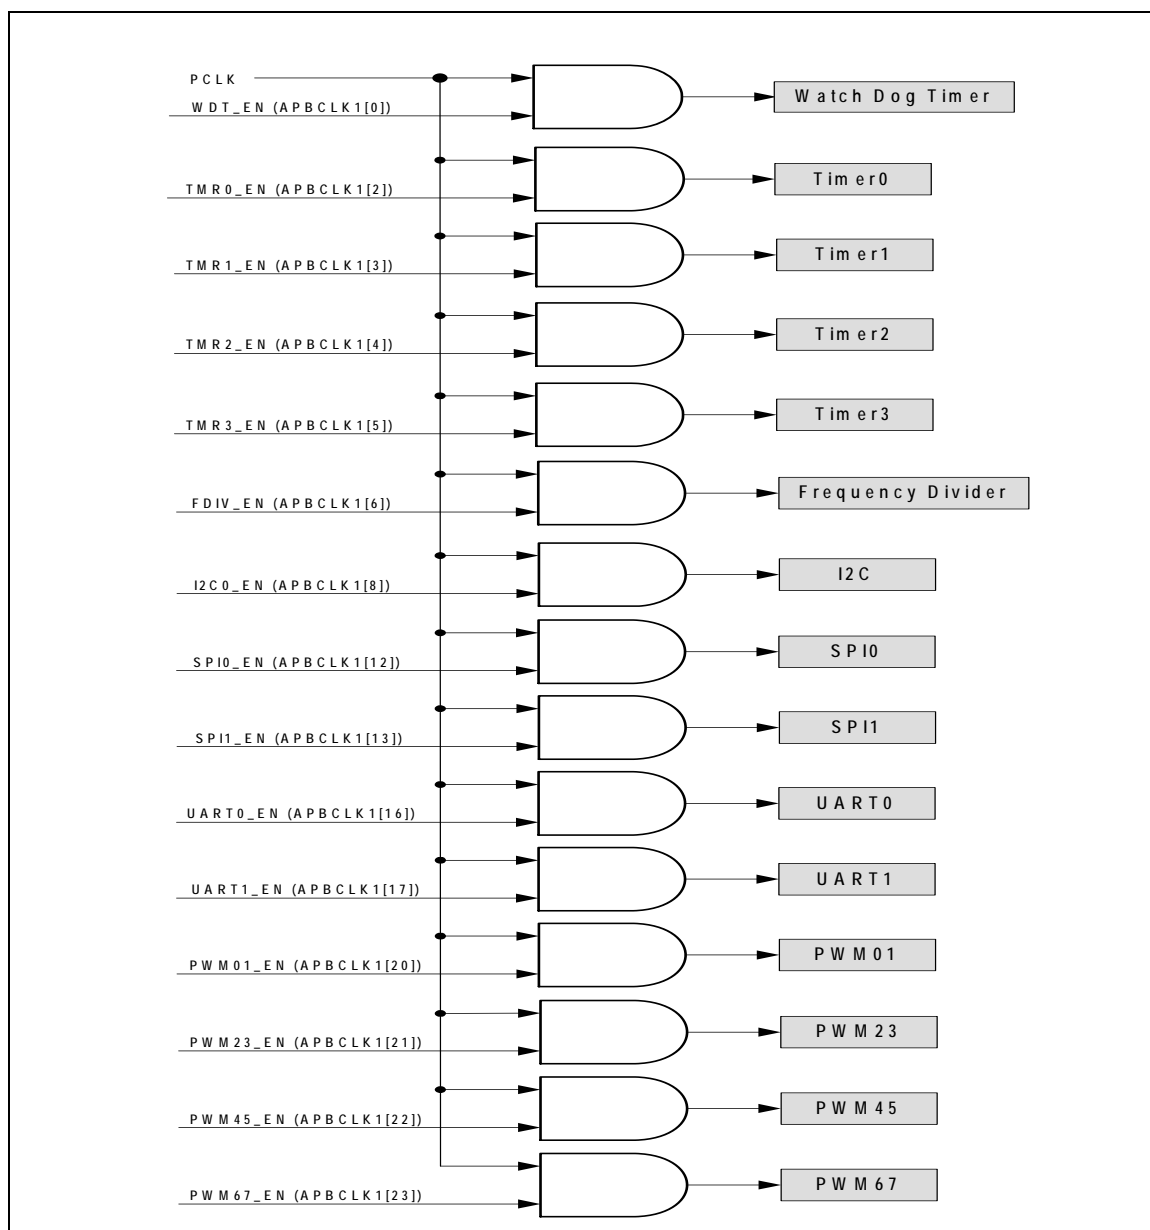 PCLK
WDT_EN (APBCLK1[0])
Watch Dog Timer
TMR0_EN (APBCLK1[2])
Timer0
TMR1_EN (APBCLK1[3])
Timer1
TMR2_EN (APBCLK1[4])
Timer2
TMR3_EN (APBCLK1[5])
Timer3
FDIV_EN (APBCLK1[6])
Frequency Divider
I2C0_EN (APBCLK1[8])
I2C
SPI0_EN (APBCLK1[12])
SPI0
SPI1_EN (APBCLK1[13])
SPI1
UART0_EN (APBCLK1[16])
UART0
UART1_EN (APBCLK1[17])
UART1
PWM01_EN (APBCLK1[20])
PWM01
PWM23_EN (APBCLK1[21])
PWM23
PWM45_EN (APBCLK1[22])
PWM45
PWM67_EN (APBCLK1[23])
PWM67